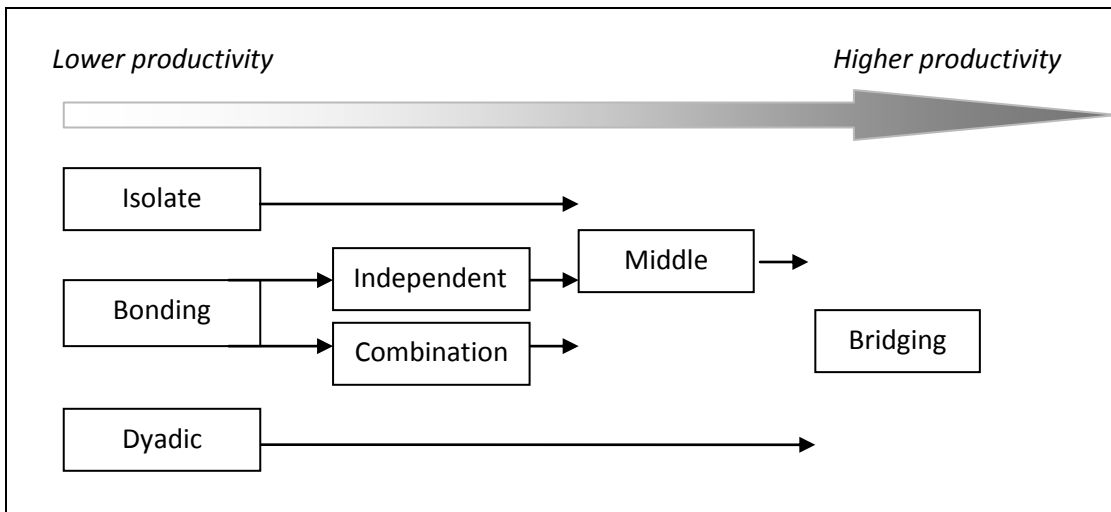 Lower productivity
Higher productivity
Isolate
Independent
Middle
Bonding
Combination
Bridging
Dyadic